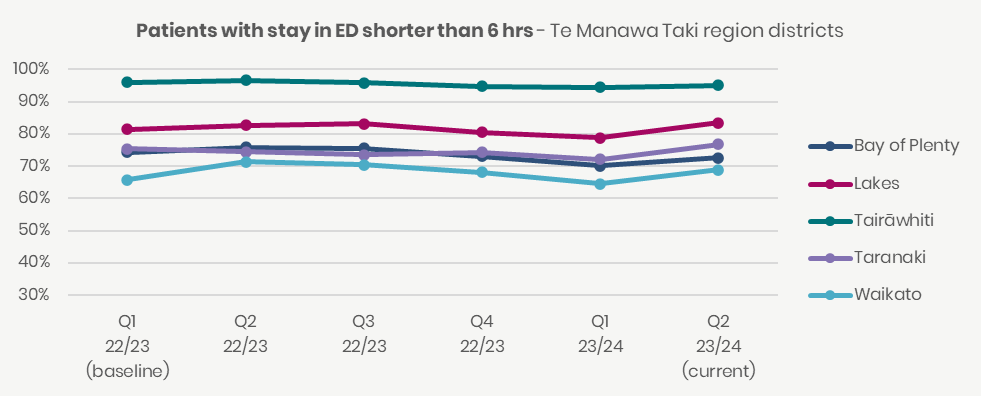 Patients with stay in ED shorter than 6 hrs - Te Manawa Taki region districts
100%
90%
80%
70%
60%
50%
40%
30%
Q1
22/23
(baseline)
Q2
22/23
Q3
22/23
Q4
22/23
Q1
23/24
Q2
23/24
(current)
Bay of Plenty
Lakes
Tairāwhiti
Taranaki
Waikato